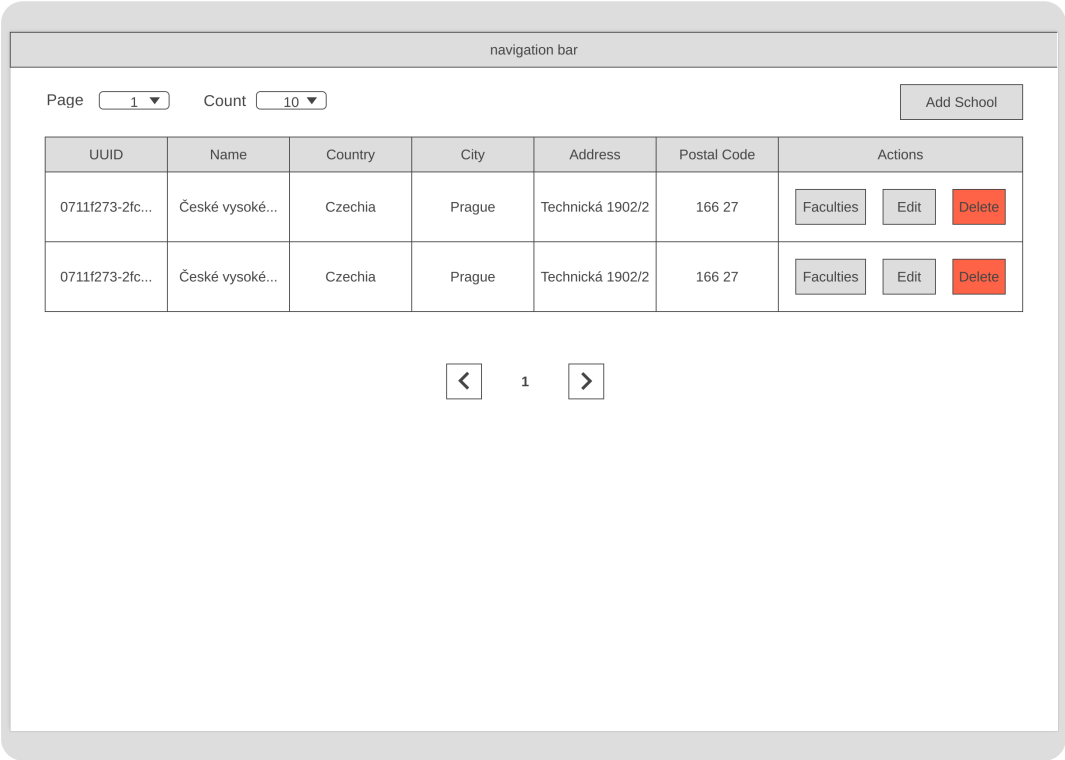 navigation bar
Page 1 Count 10 Add School
UUID Name Country City Address Postal Code Actions
0711f273-2fc... České vysoké... Czechia Prague Technická 1902/2 166 27 Faculties Edit Delete
0711f273-2fc... České vysoké... Czechia Prague Technická 1902/2 166 27 Faculties Edit Delete
1